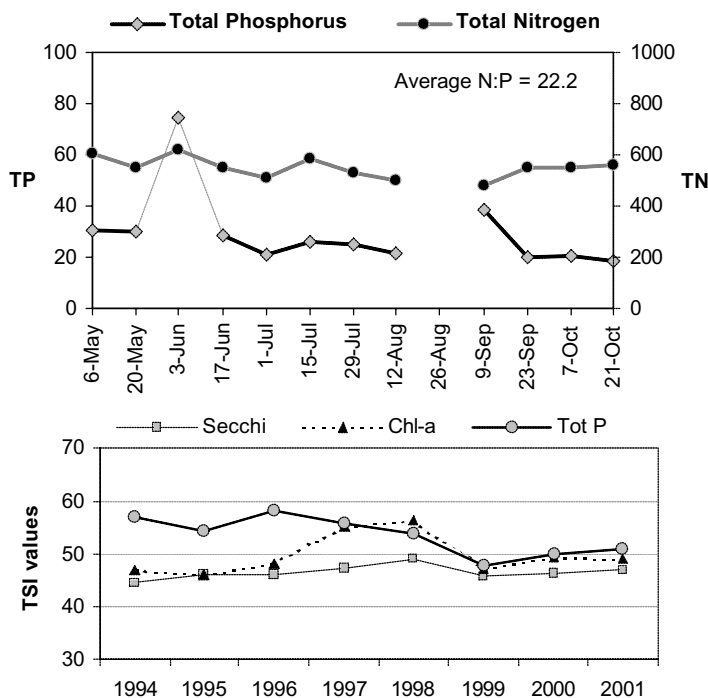 Total Phosphorus Total Nitrogen
100 1000
Average N:P = 22.2
80 800
60 600
TP TN
40 400
20 200
0 0
6-May 20-May 3-Jun 17-Jun 1-Jul 15-Jul 29-Jul 12-Aug 26-Aug 9-Sep 23-Sep 7-Oct 21-Oct
Secchi Chl-a Tot P
70
60
TSI values
50
40
30
1994 1995 1996 1997 1998 1999 2000 2001